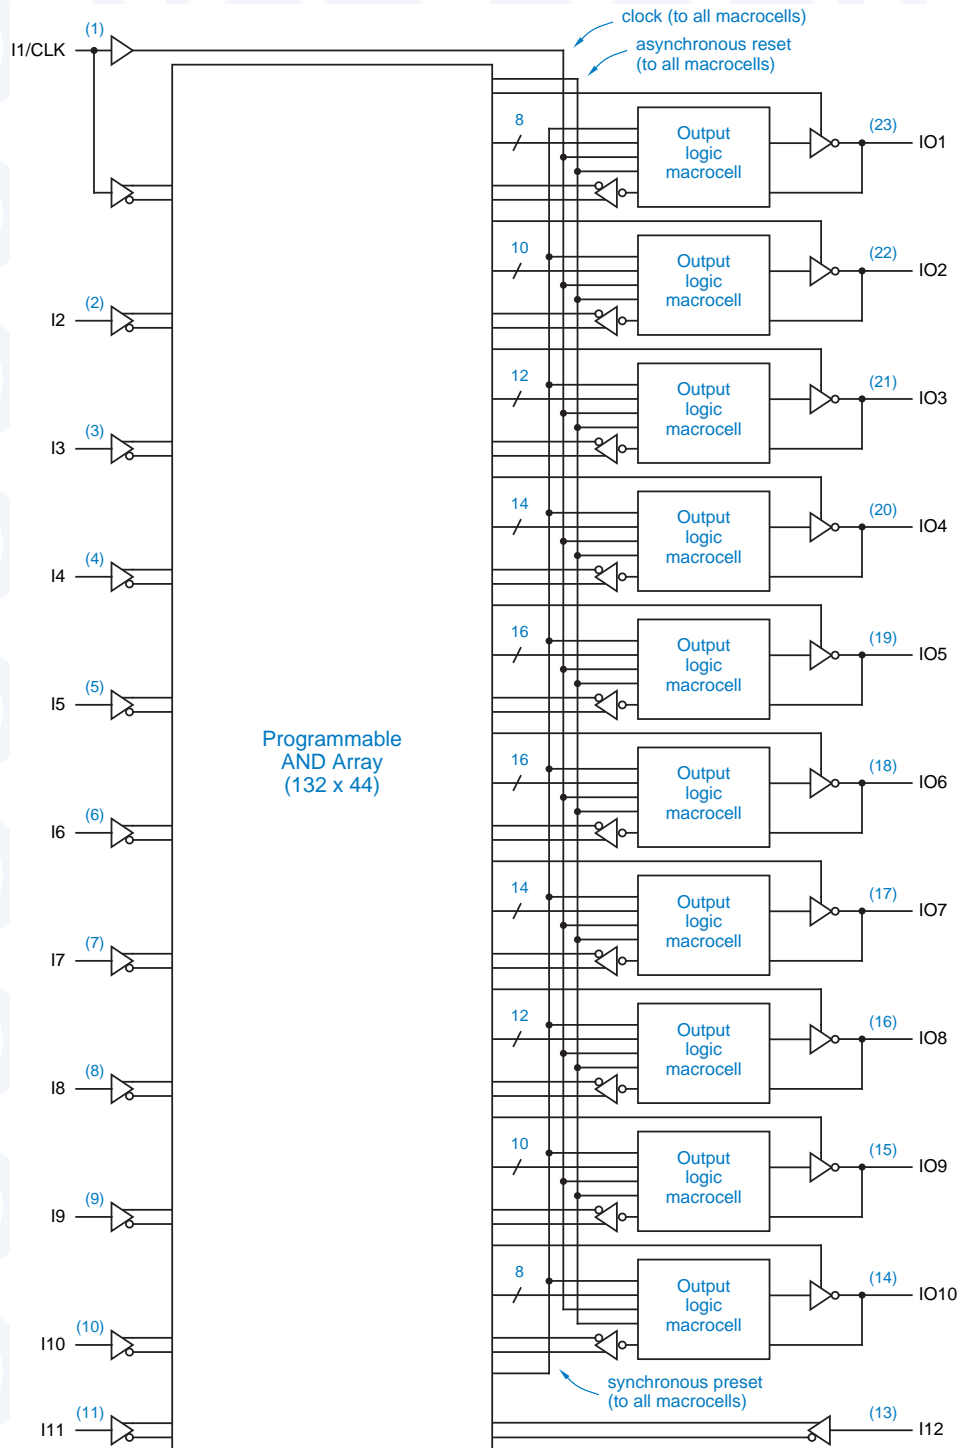 clock (to all macrocells)
(1)
I1/CLK
asynchronous reset
(to all macrocells)
8
Output
logic
macrocell
(23)
IO1
10
Output
logic
macrocell
(22)
IO2
(2)
I2
12
Output
logic
macrocell
(21)
IO3
(3)
I3
14
Output
logic
macrocell
(20)
IO4
(4)
I4
16
Output
logic
macrocell
(19)
IO5
(5)
I5
Programmable
AND Array
(132 x 44)
16
Output
logic
macrocell
(18)
IO6
(6)
I6
14
Output
logic
macrocell
(17)
IO7
(7)
I7
12
Output
logic
macrocell
(16)
IO8
(8)
I8
10
Output
logic
macrocell
(15)
IO9
(9)
I9
8
Output
logic
macrocell
(14)
IO10
(10)
I10
synchronous preset
(to all macrocells)
(11)
I11
(13)
I12